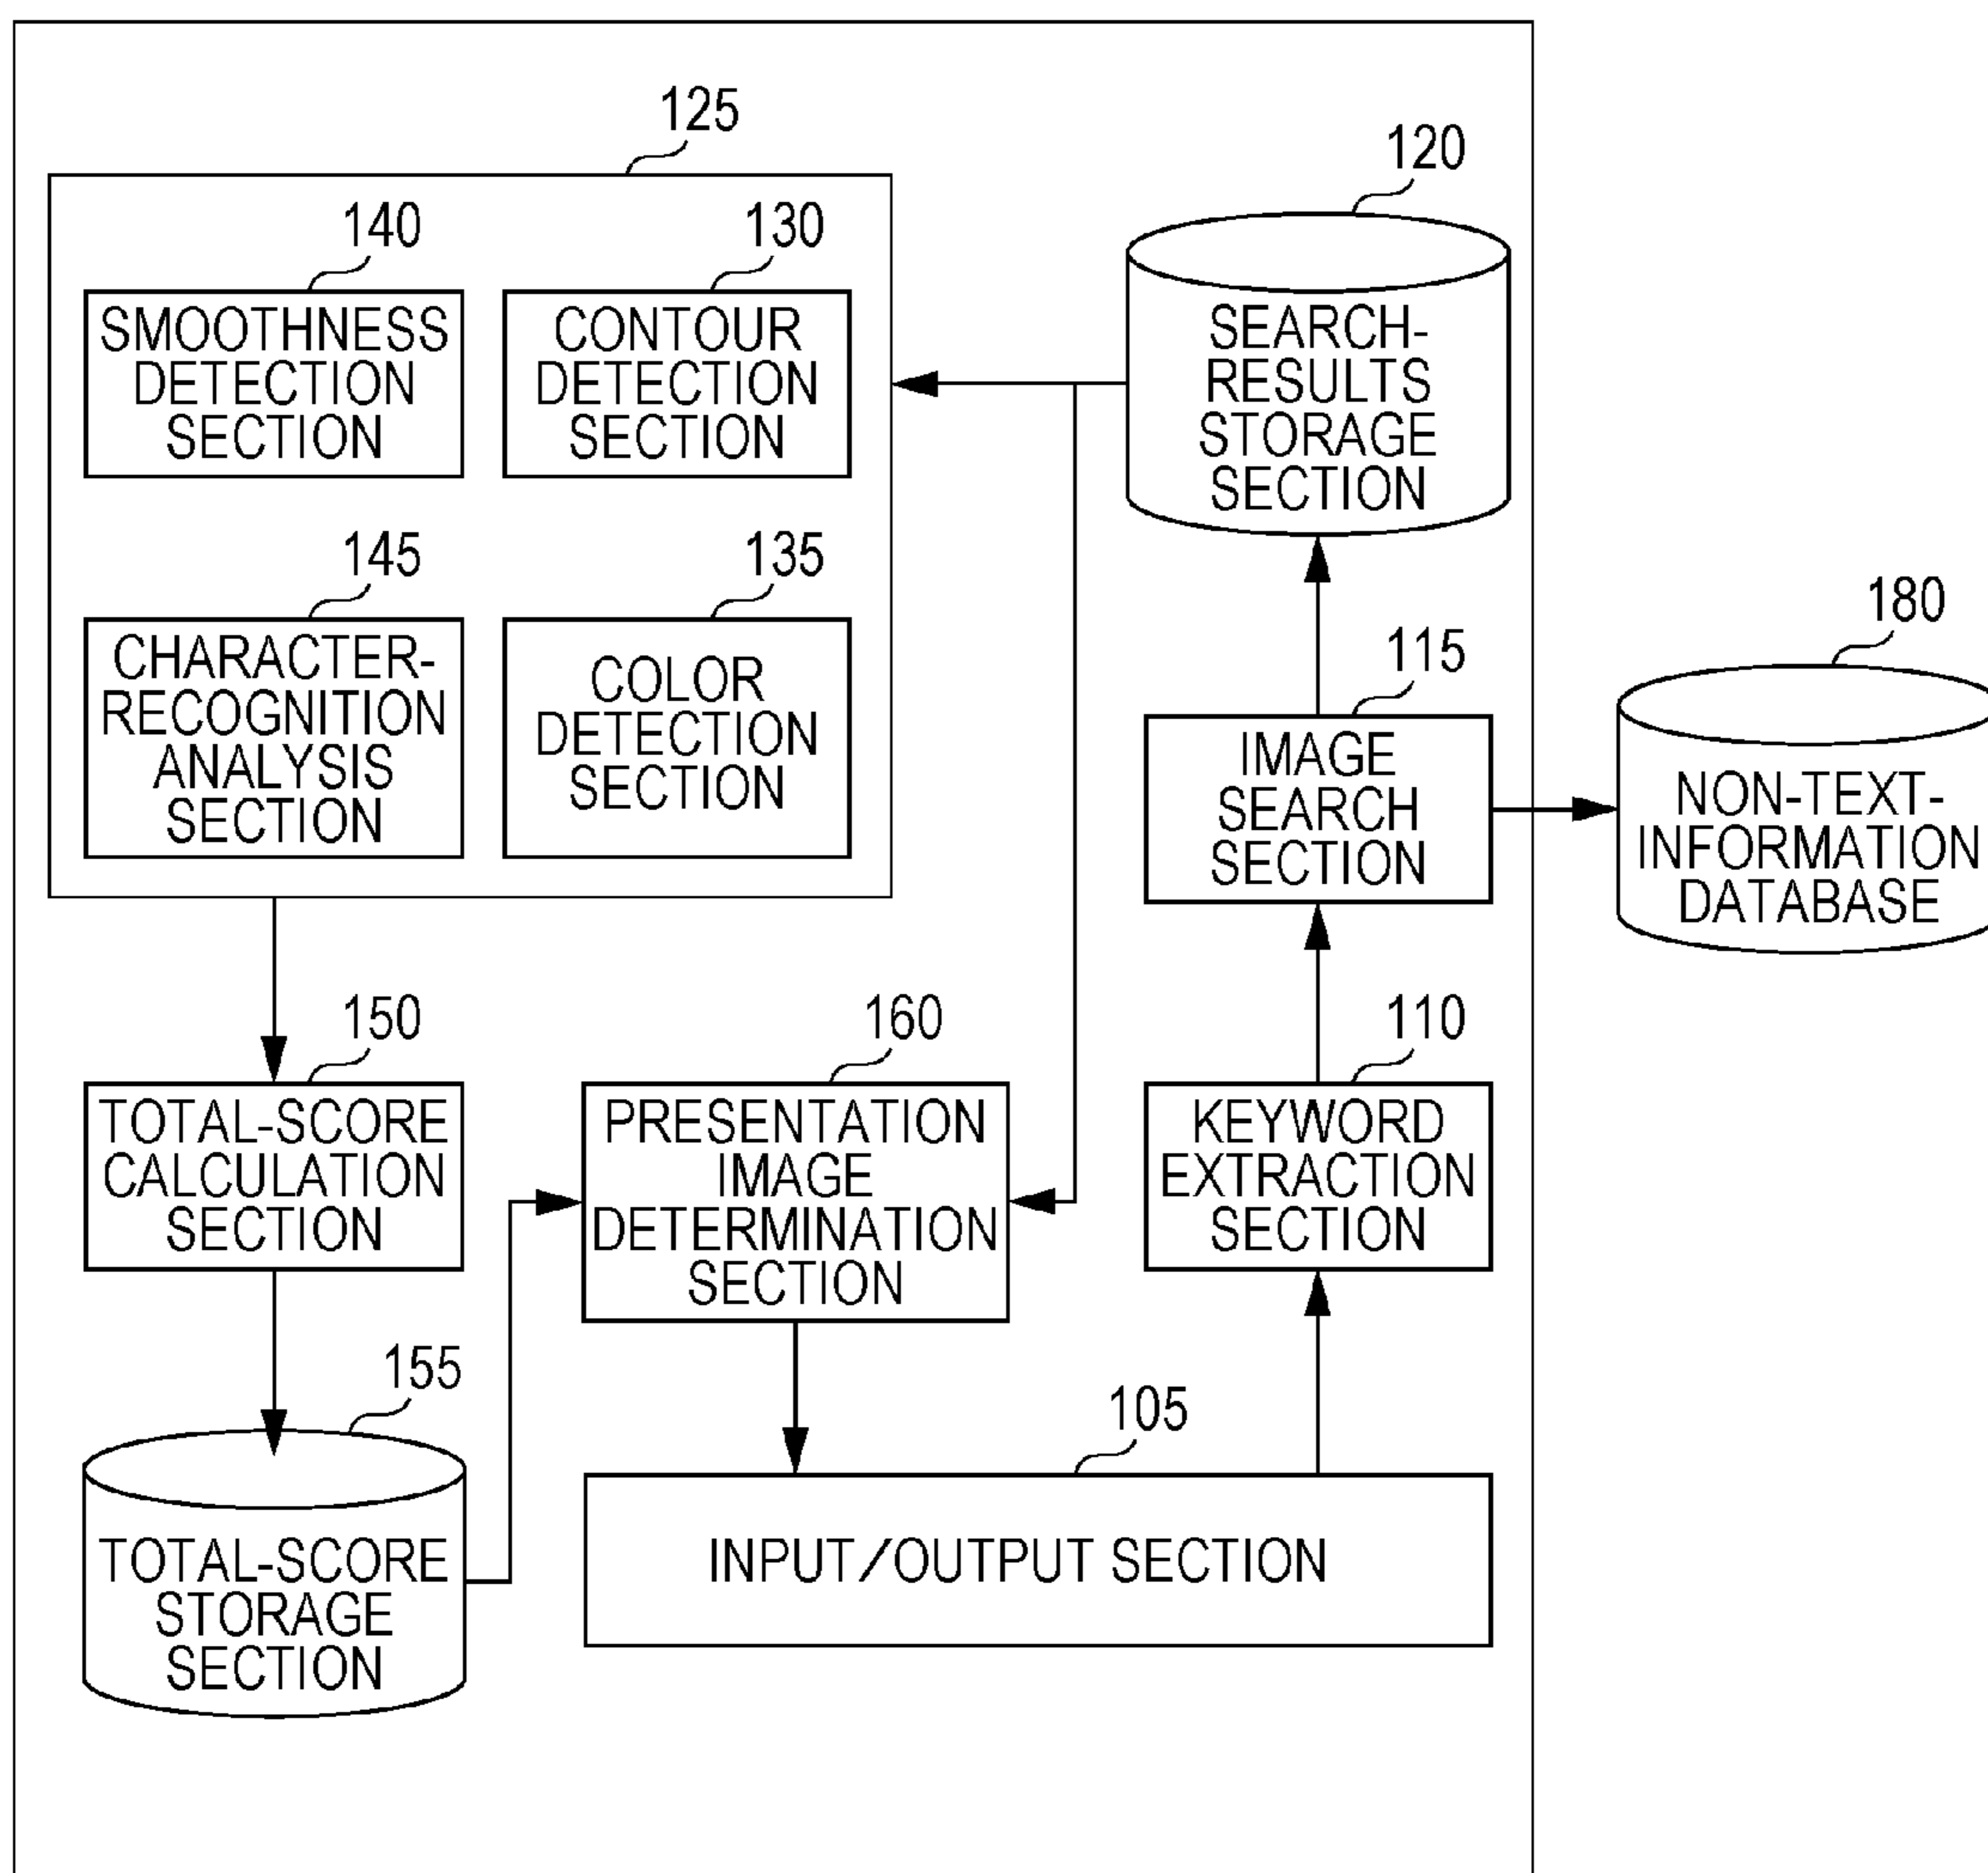 125
120
140
130
SMOOTHNESS
DETECTION
SECTION
CONTOUR
DETECTION
SECTION
SEARCH-
RESULTS
STORAGE
SECTION
145
135
CHARACTER-
RECOGNITION
ANALYSIS
SECTION
COLOR
DETECTION
SECTION
115
IMAGE
SEARCH
SECTION
180
NON-TEXT-
INFORMATION
DATABASE
150
160
110
TOTAL-SCORE
CALCULATION
SECTION
PRESENTATION
IMAGE
DETERMINATION
SECTION
KEYWORD
EXTRACTION
SECTION
155
105
TOTAL-SCORE
STORAGE
SECTION
INPUT/OUTPUT SECTION